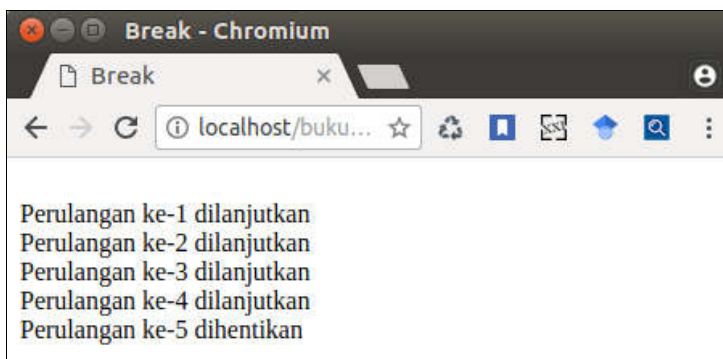 Break - Chromium
Break
localhost/buku...
Perulangan ke-1 dilanjutkan
Perulangan ke-2 dilanjutkan
Perulangan ke-3 dilanjutkan
Perulangan ke-4 dilanjutkan
Perulangan ke-5 dihentikan